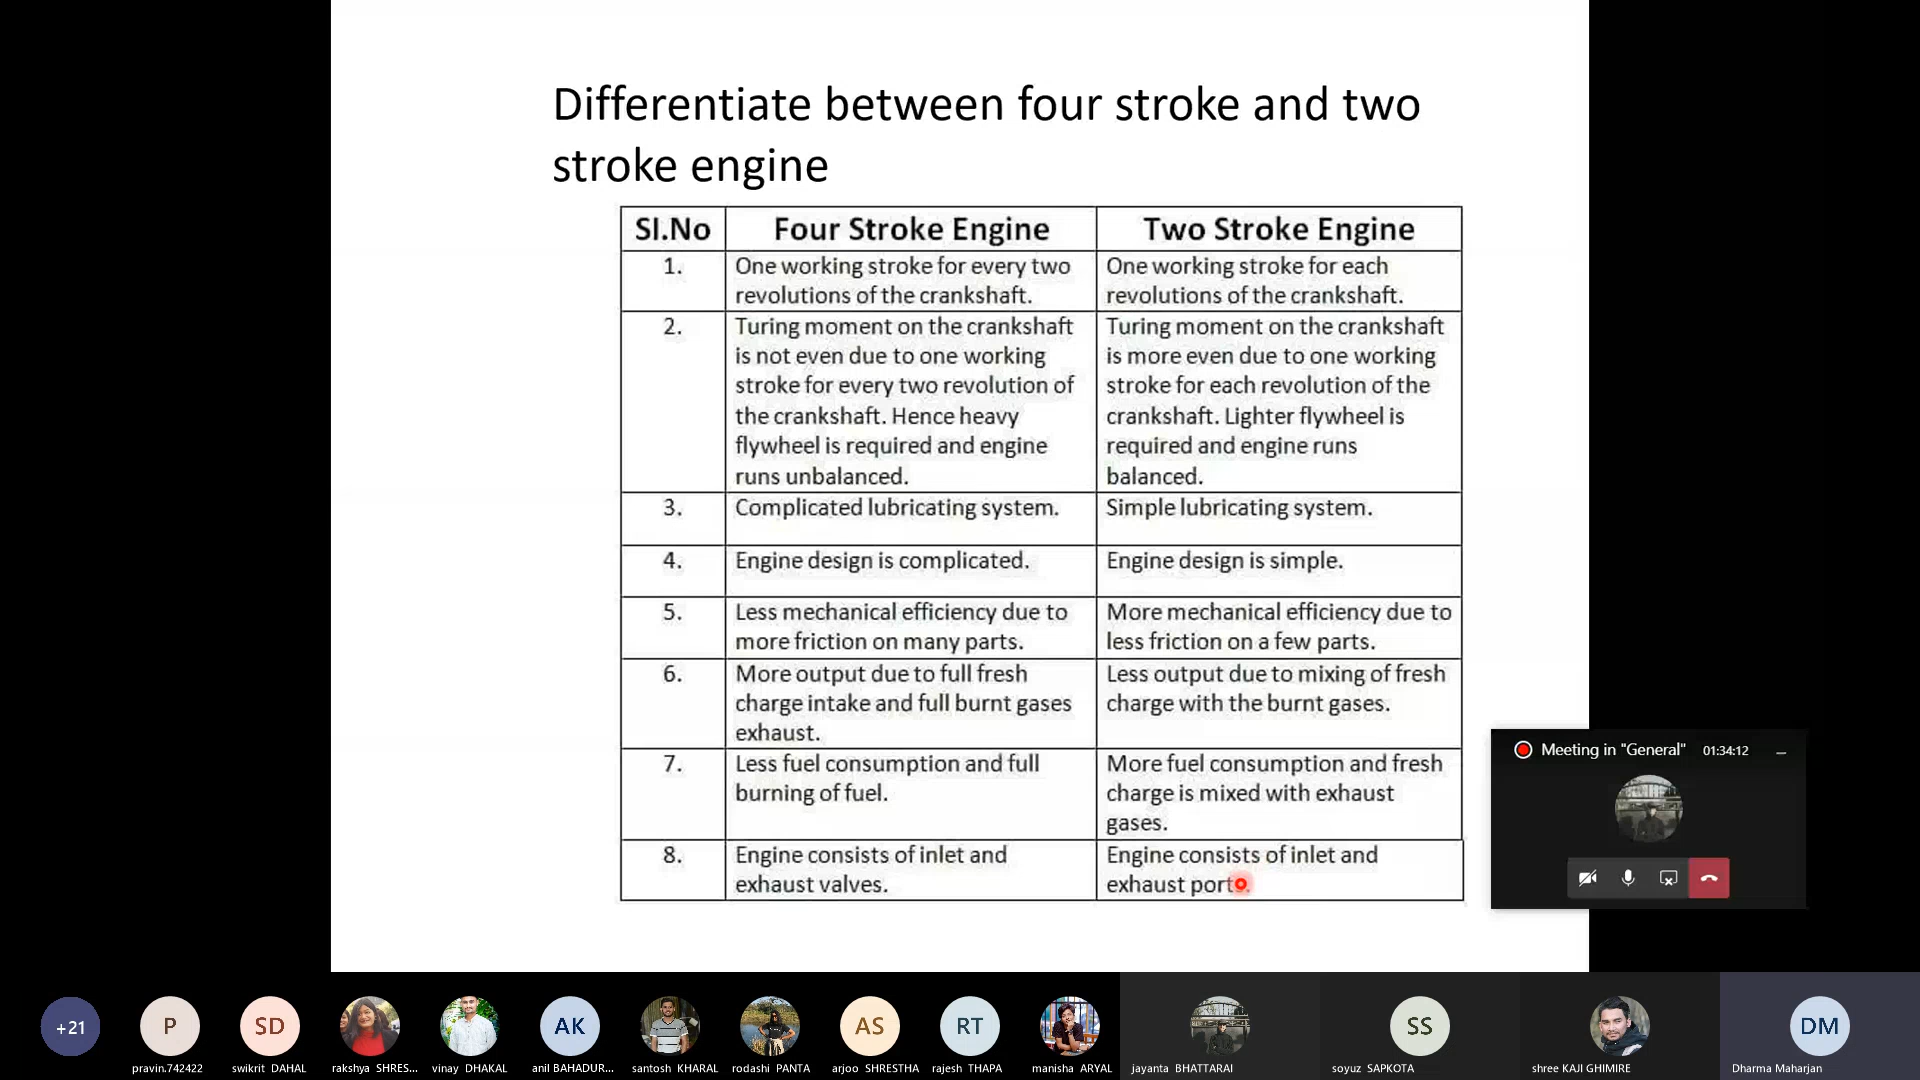 Differentiate between four stroke and two
stroke engine
Sl.No
Four Stroke Engine
Two Stroke Engine
1.
One working stroke for every two
revolutions of the crankshaft.
One working stroke for each
revolutions of the crankshaft.
2.
Turing moment on the crankshaft
is not even due to one working
stroke for every two revolution of
the crankshaft. Hence heavy
flywheel is required and engine
runs unbalanced.
Turing moment on the crankshaft
is more even due to one working
stroke for each revolution of the
crankshaft. Lighter flywheel is
required and engine runs
balanced.
3.
Complicated lubricating system.
Simple lubricating system.
4.
Engine design is complicated.
Engine design is simple.
5.
Less mechanical efficiency due to
more friction on many parts.
More mechanical efficiency due to
less friction on a few parts.
6.
More output due to full fresh
charge intake and full burnt gases
exhaust.
Less output due to mixing of fresh
charge with the burnt gases.
7.
Less fuel consumption and full
burning of fuel.
More fuel consumption and fresh
charge is mixed with exhaust
gases.
8.
Engine consists of inlet and
exhaust valves.
Engine consists of inlet and
exhaust ports.
Meeting in "General" 01:34:12
+21
P
SD
AK
AS
RT
SS
DM
pravin.742422
swikrit DAHAL
rakshya SHRES...
vinay DHAKAL
anil BAHADUR...
santosh KHARAL
rodashi PANTA
arjoo SHRESTHA
rajesh THAPA
manisha ARYAL
jayanta BHATTARAI
soyuz SAPKOTA
shree KAJI GHIMIRE
Dharma Maharjan